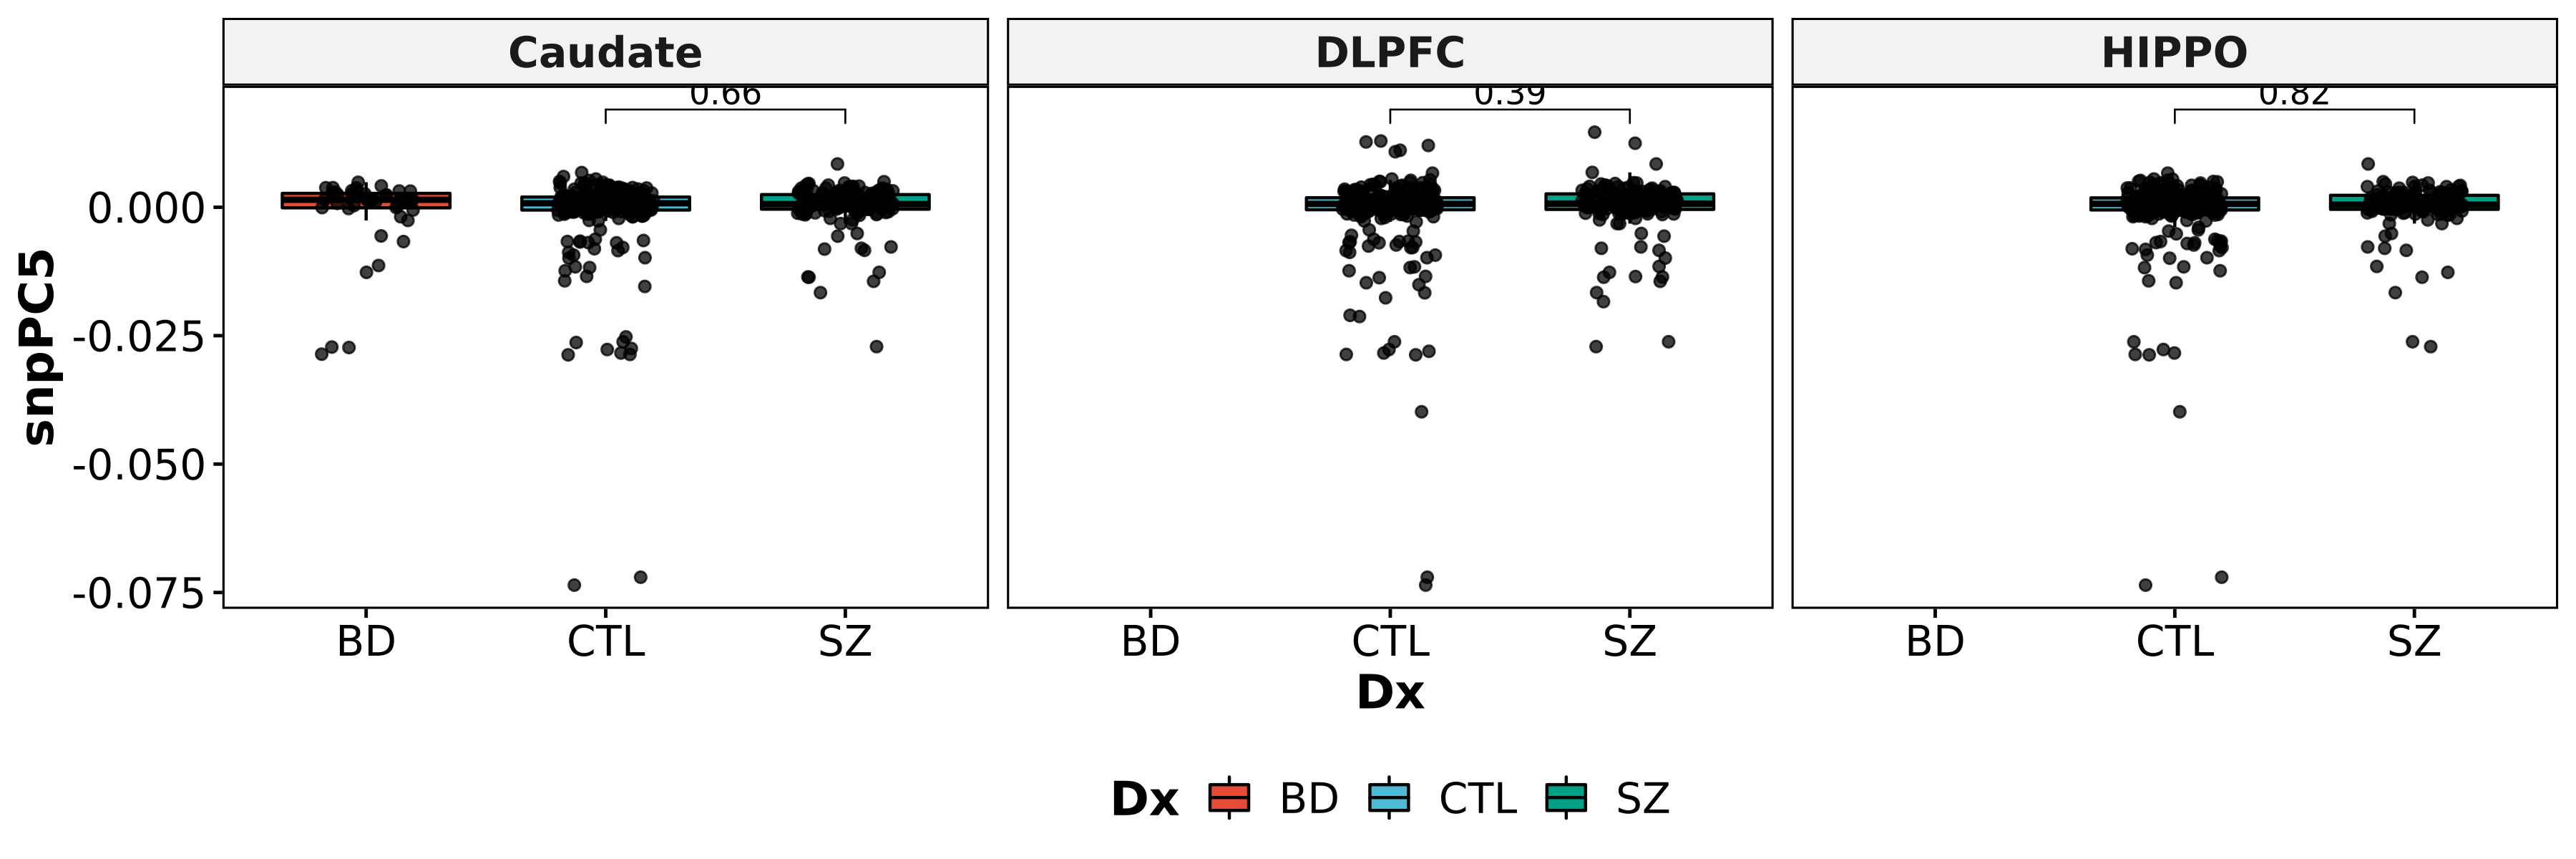 Caudate DLPFC HIPPO
0.66 0.39 0.82
0.000
-0.025
-0.050
-0.075
snpPC5
BD CTL SZ BD CTL SZ BD CTL SZ
Dx
Dx BD CTL SZ